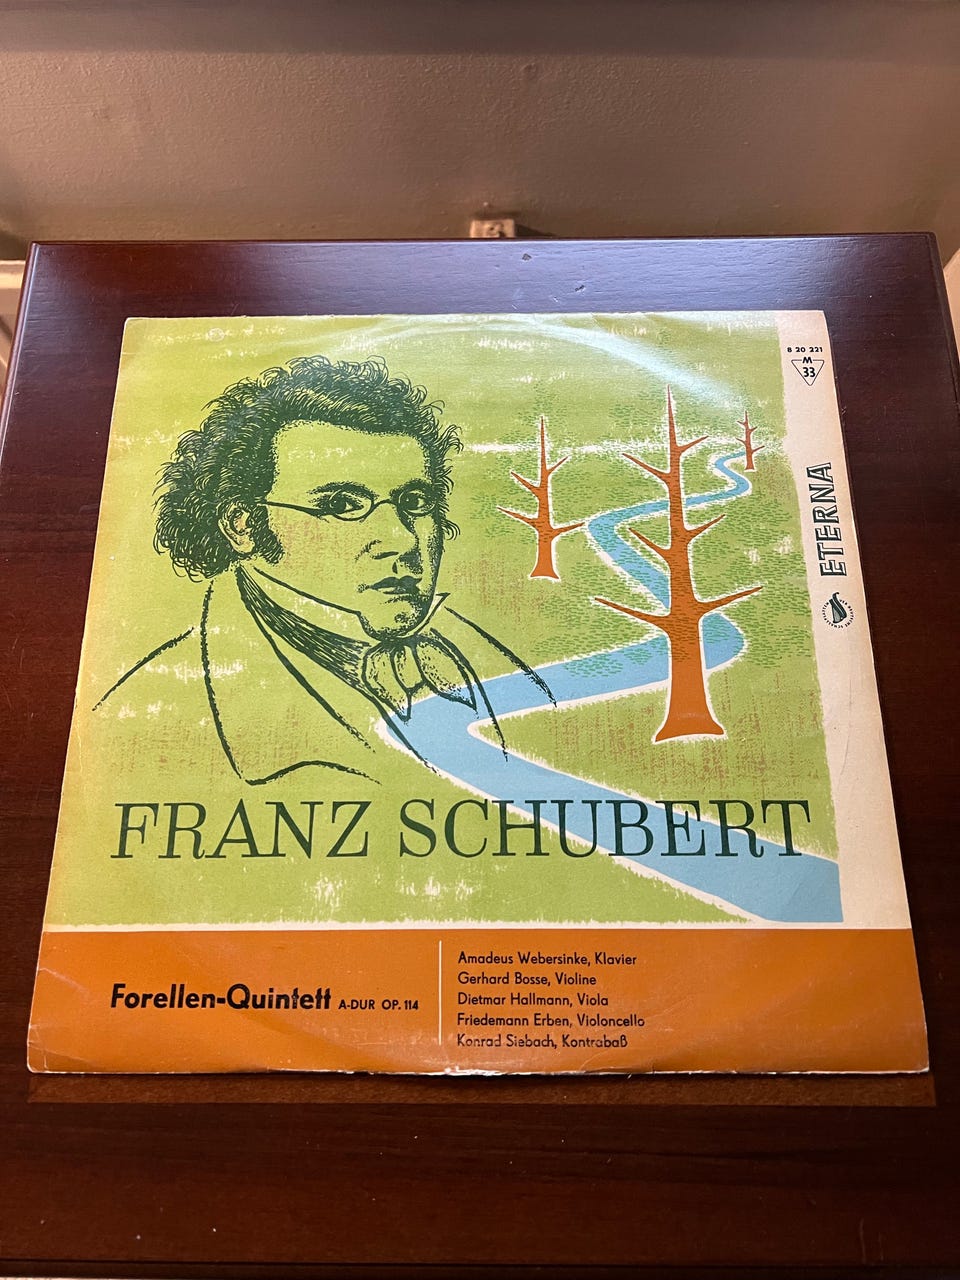 8 20 221
M
33
ETERNA
FRANZ SCHUBERT
Forellen-Quintett A-DUR OP. 114
Amadeus Webersinke, Klavier
Gerhard Bosse, Violine
Dietmar Hallmann, Viola
Friedemann Erben, Violoncello
Konrad Siebach, Kontrabaß